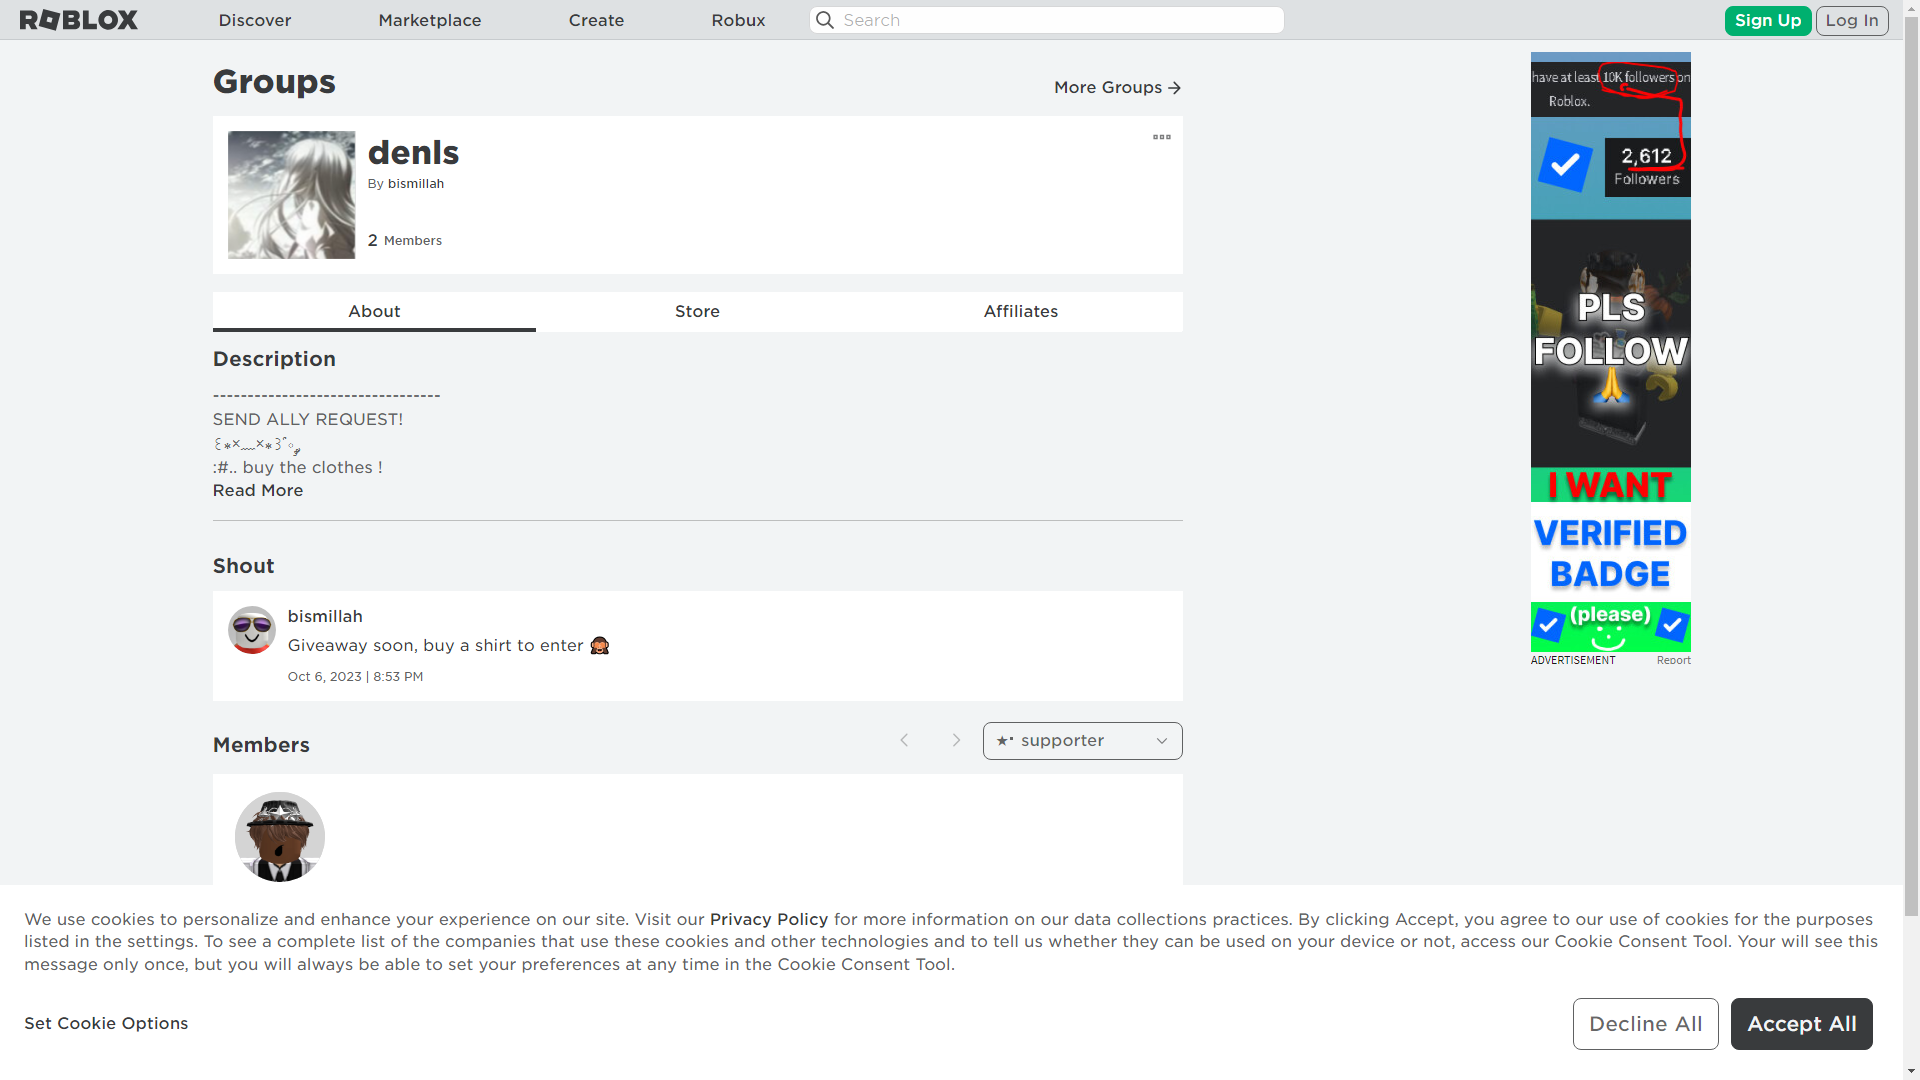 ROBLOX
Discover
Marketplace
Create
Robux
Search
Sign Up
Log In
Groups
More Groups
denls
By bismillah
2 Members
About
Store
Affiliates
Description
---------------------------------
SEND ALLY REQUEST!
:#.. buy the clothes !
Read More
Shout
bismillah
Giveaway soon, buy a shirt to enter 🙈
Oct 6, 2023 | 8:53 PM
Members
★· supporter
have at least 10K followers on
Roblox.
2,612
Followers
PLS
FOLLOW
🙏
I WANT
VERIFIED
BADGE
(please)
ADVERTISEMENT
Report
We use cookies to personalize and enhance your experience on our site. Visit our Privacy Policy for more information on our data collections practices. By clicking Accept, you agree to our use of cookies for the purposes
listed in the settings. To see a complete list of the companies that use these cookies and other technologies and to tell us whether they can be used on your device or not, access our Cookie Consent Tool. Your will see this
message only once, but you will always be able to set your preferences at any time in the Cookie Consent Tool.
Set Cookie Options
Decline All
Accept All